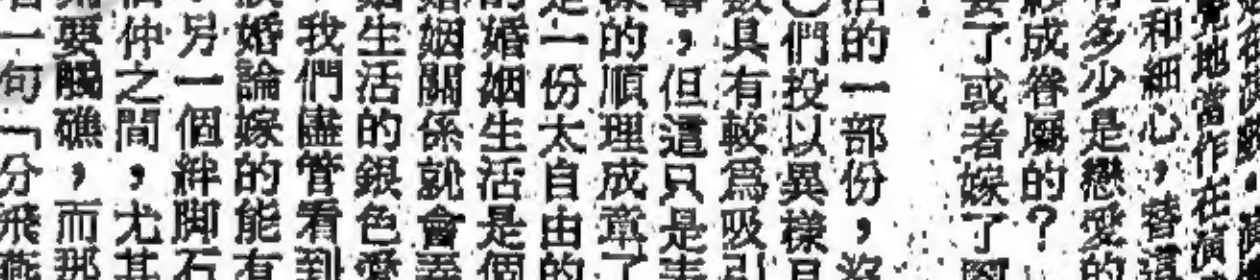 地當作在演
和細心,替這
多少是戀愛的
成眷屬的?
了或者嫁了
的一部份,沒
們投以異樣
具有較爲吸引
,但這只是
的順理成章了
一份太自由的
婚姻生活是個
姻關係就會
生活的銀色愛
我們儘管看到
婚論嫁的能有
另一個絆脚石
仲之間,尤其
要觸礁,而那
一句「分飛燕